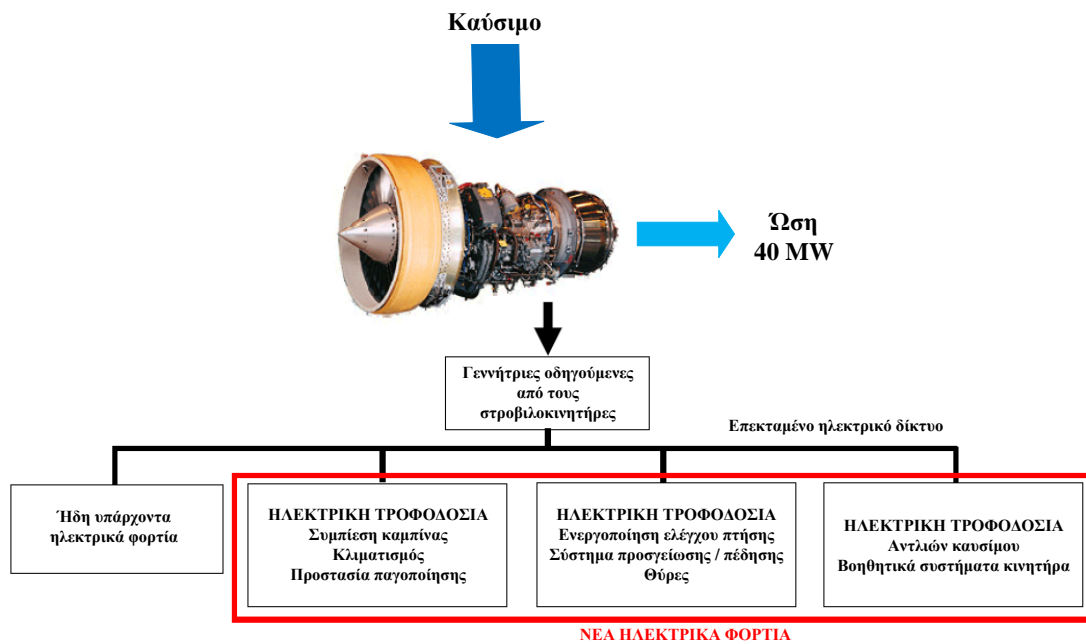 Καύσιμο
Ώση
40 MW
Γεννήτριες οδηγούμενες
από τους
στροβιλοκινητήρες
Επεκταμένο ηλεκτρικό δίκτυο
Ήδη υπάρχοντα
ηλεκτρικά φορτία
ΗΛΕΚΤΡΙΚΗ ΤΡΟΦΟΔΟΣΙΑ
Συμπίεση καμπίνας
Κλιματισμός
Προστασία παγοποίησης
ΗΛΕΚΤΡΙΚΗ ΤΡΟΦΟΔΟΣΙΑ
Ενεργοποίηση ελέγχου πτήσης
Σύστημα προσγείωσης / πέδησης
Θύρες
ΗΛΕΚΤΡΙΚΗ ΤΡΟΦΟΔΟΣΙΑ
Αντλιών καυσίμου
Βοηθητικά συστήματα κινητήρα
ΝΕΑ ΗΛΕΚΤΡΙΚΑ ΦΟΡΤΙΑ